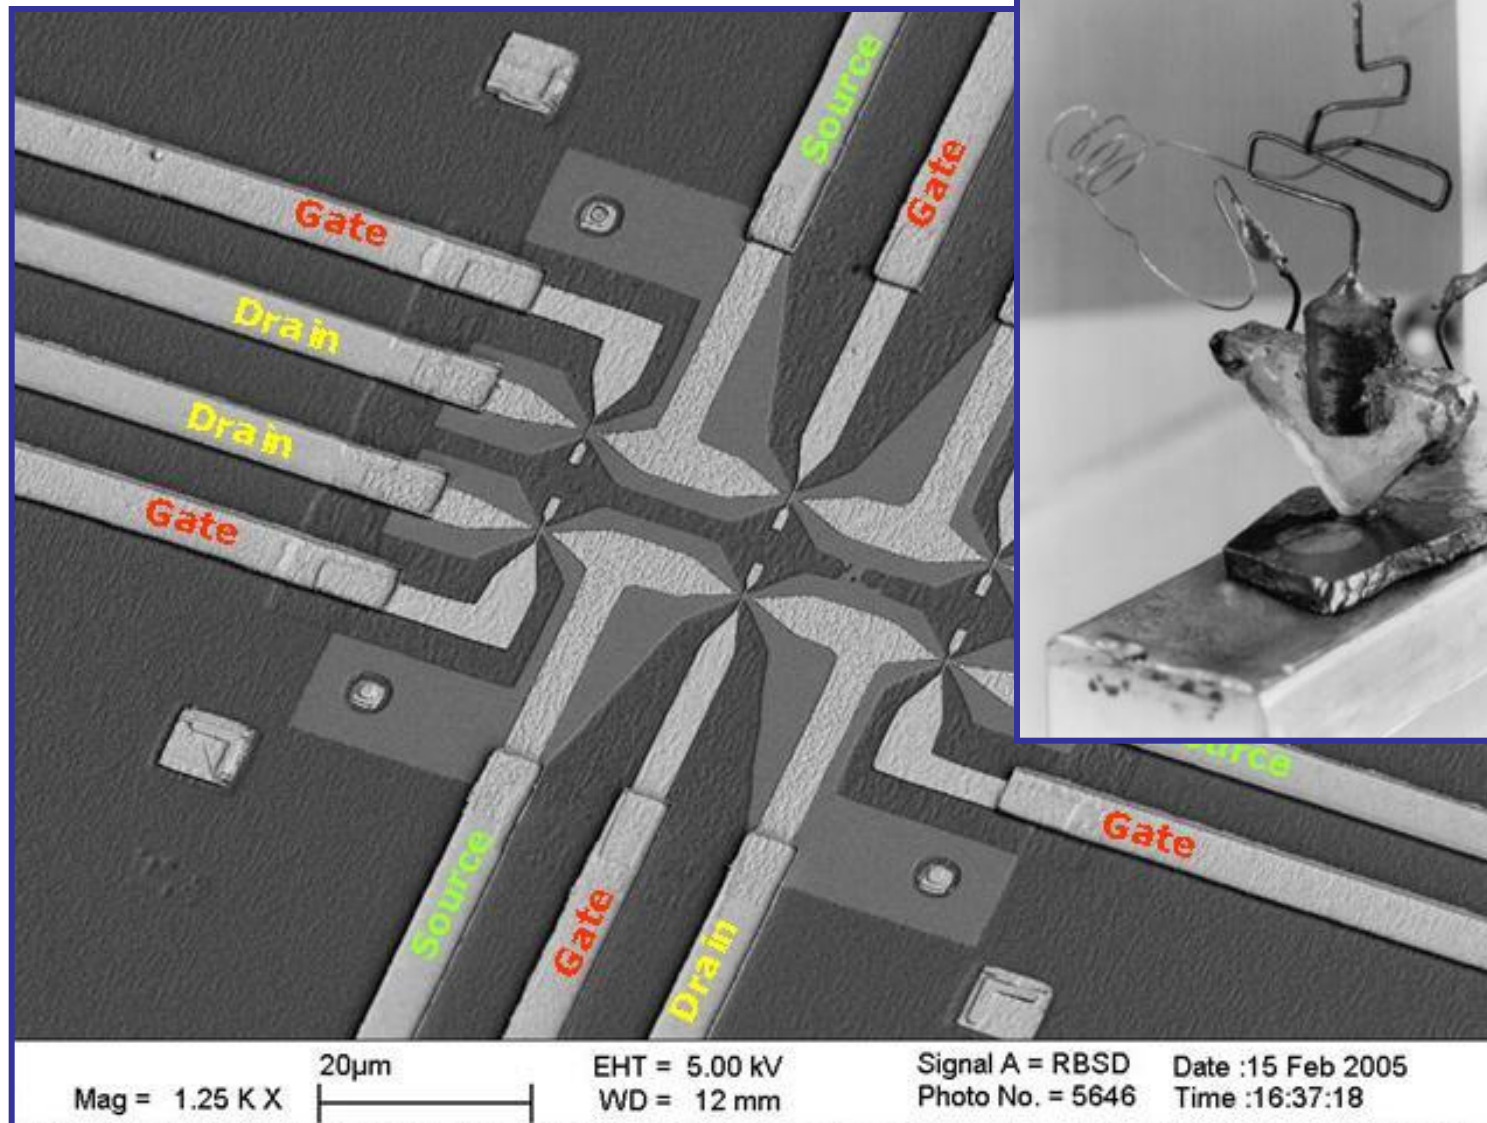 Source
Gate
Gate
Drain
Drain
Gate
Source
Gate
Drain
Gate
Mag = 1.25 K X
20µm
EHT = 5.00 kV
WD = 12 mm
Signal A = RBSD
Photo No. = 5646
Date :15 Feb 2005
Time :16:37:18